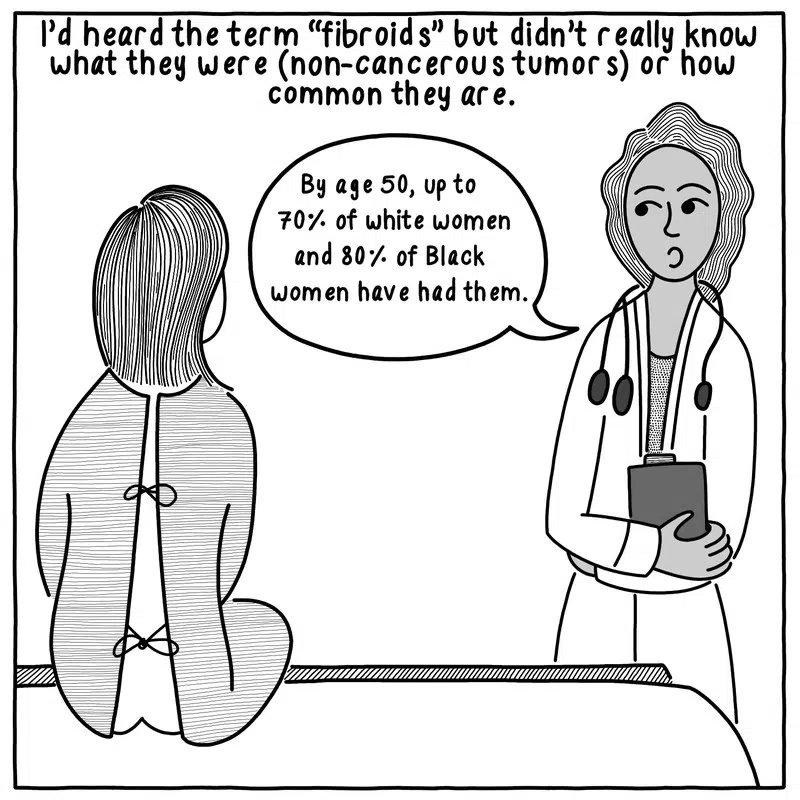 I'd heard the term "fibroids" but didn't really know
what they were (non-cancerous tumors) or how
common they are.
By age 50, up to
70% of white women
and 80% of Black
women have had them.